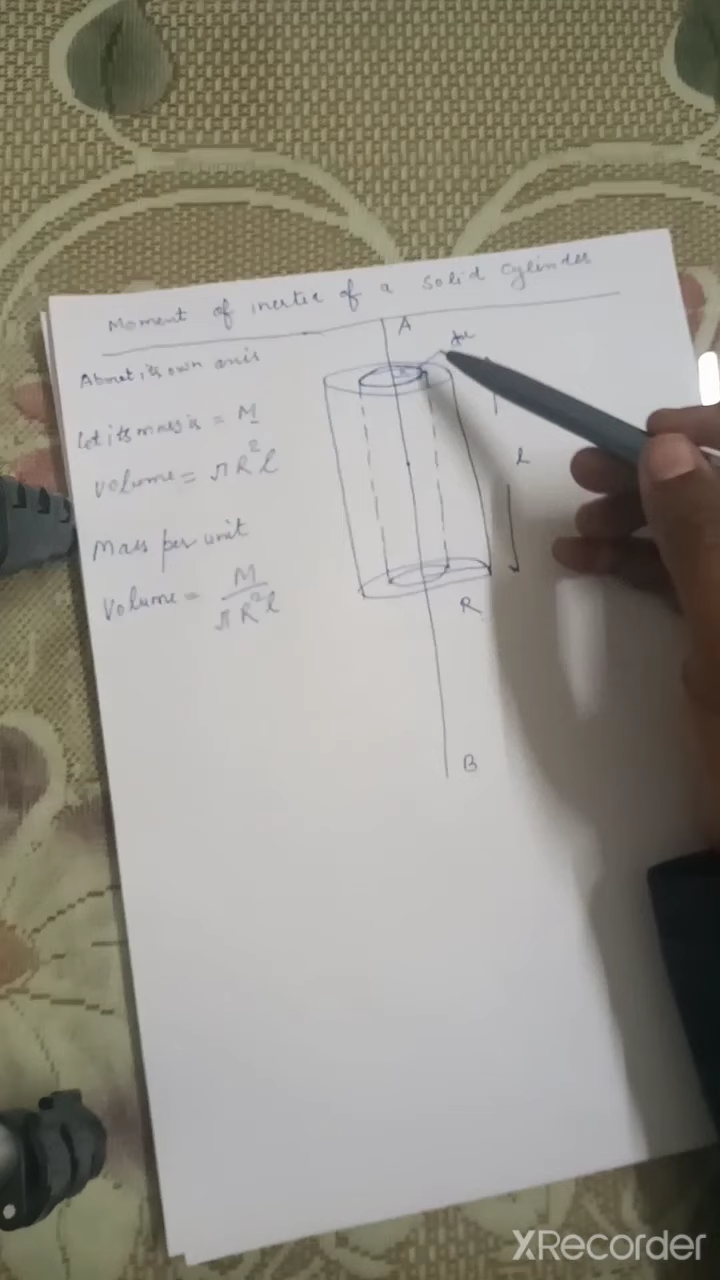 Moment of inertia of a solid cylinder
About its own axis
A
dx
let its mass is = M
Volume = πR²l
l
Mass per unit
Volume = M / πR²l
R
B
XRecorder